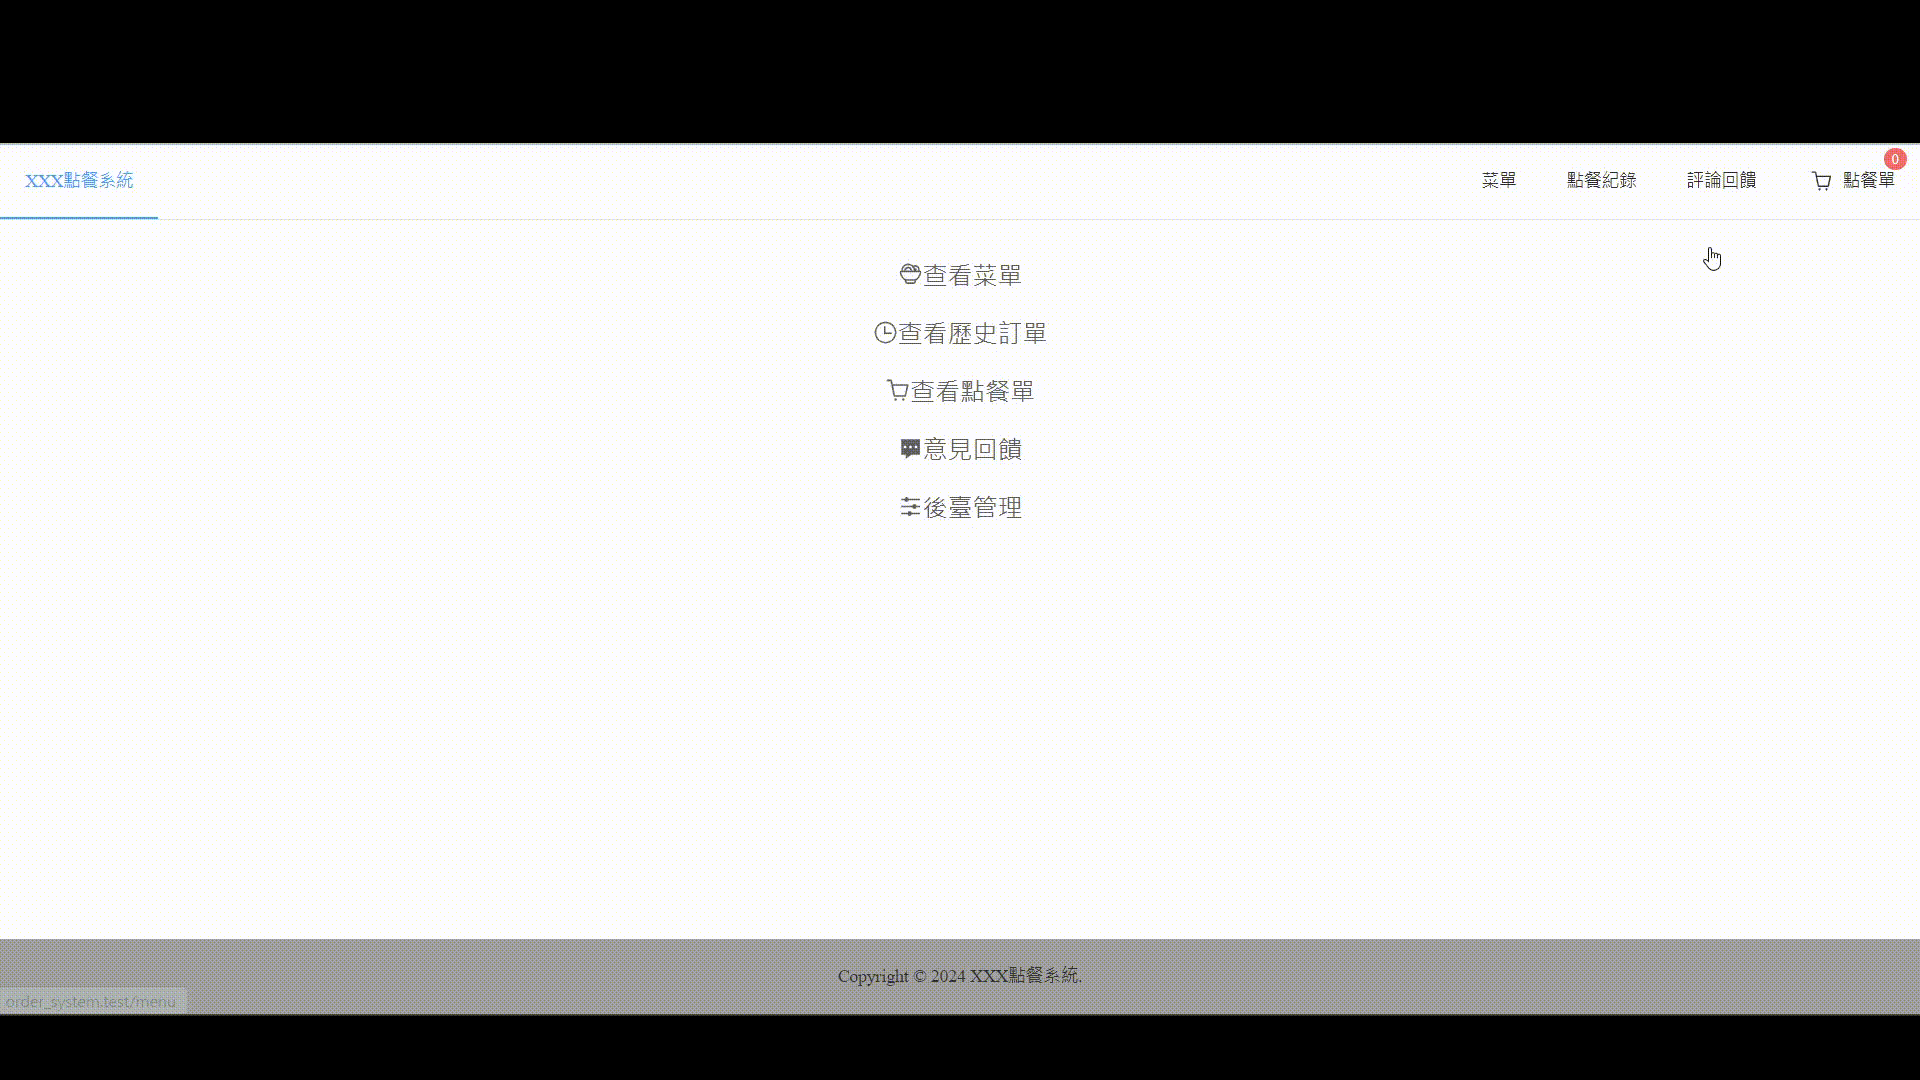 XXX點餐系統
菜單
點餐紀錄
評論回饋
點餐單
0
查看菜單
查看歷史訂單
查看點餐單
意見回饋
後臺管理
Copyright © 2024 XXX點餐系統.
order_system.test/menu